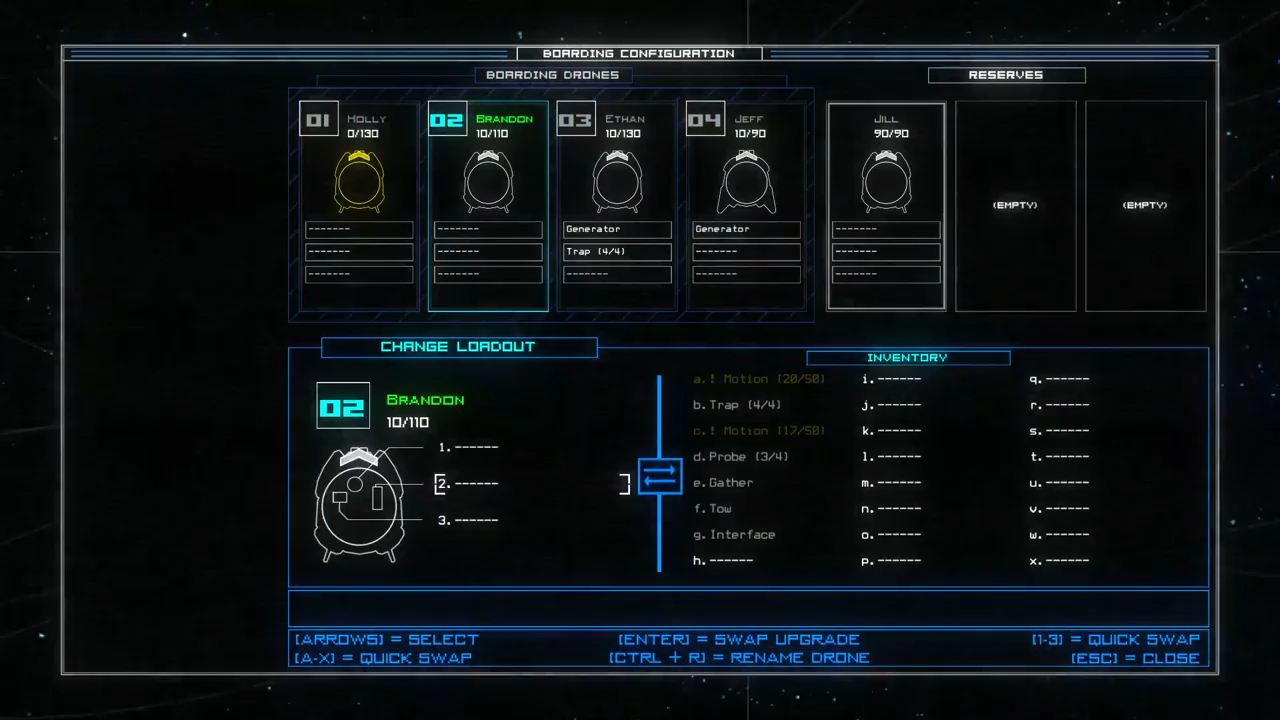 BOARDING CONFIGURATION
BOARDING DRONES
RESERVES
01 HOLLY 0/130
02 BRANDON 10/110
03 ETHAN 10/130
04 JEFF 10/90
JILL 90/90
-------
-------
-------
-------
-------
-------
Generator
Trap (4/4)
-------
Generator
-------
-------
-------
-------
-------
(EMPTY)
(EMPTY)
CHANGE LOADOUT
02 BRANDON
10/110
1. ------
[2. ------ ]
3. ------
INVENTORY
a.! Motion (20/50)
b. Trap (4/4)
c.! Motion (17/50)
d. Probe (3/4)
e. Gather
f. Tow
g. Interface
h. ------
i. ------
j. ------
k. ------
l. ------
m. ------
n. ------
o. ------
p. ------
q. ------
r. ------
s. ------
t. ------
u. ------
v. ------
w. ------
x. ------
[ARROWS] = SELECT
[ENTER] = SWAP UPGRADE
[1-3] = QUICK SWAP
[A-X] = QUICK SWAP
[CTRL + R] = RENAME DRONE
[ESC] = CLOSE